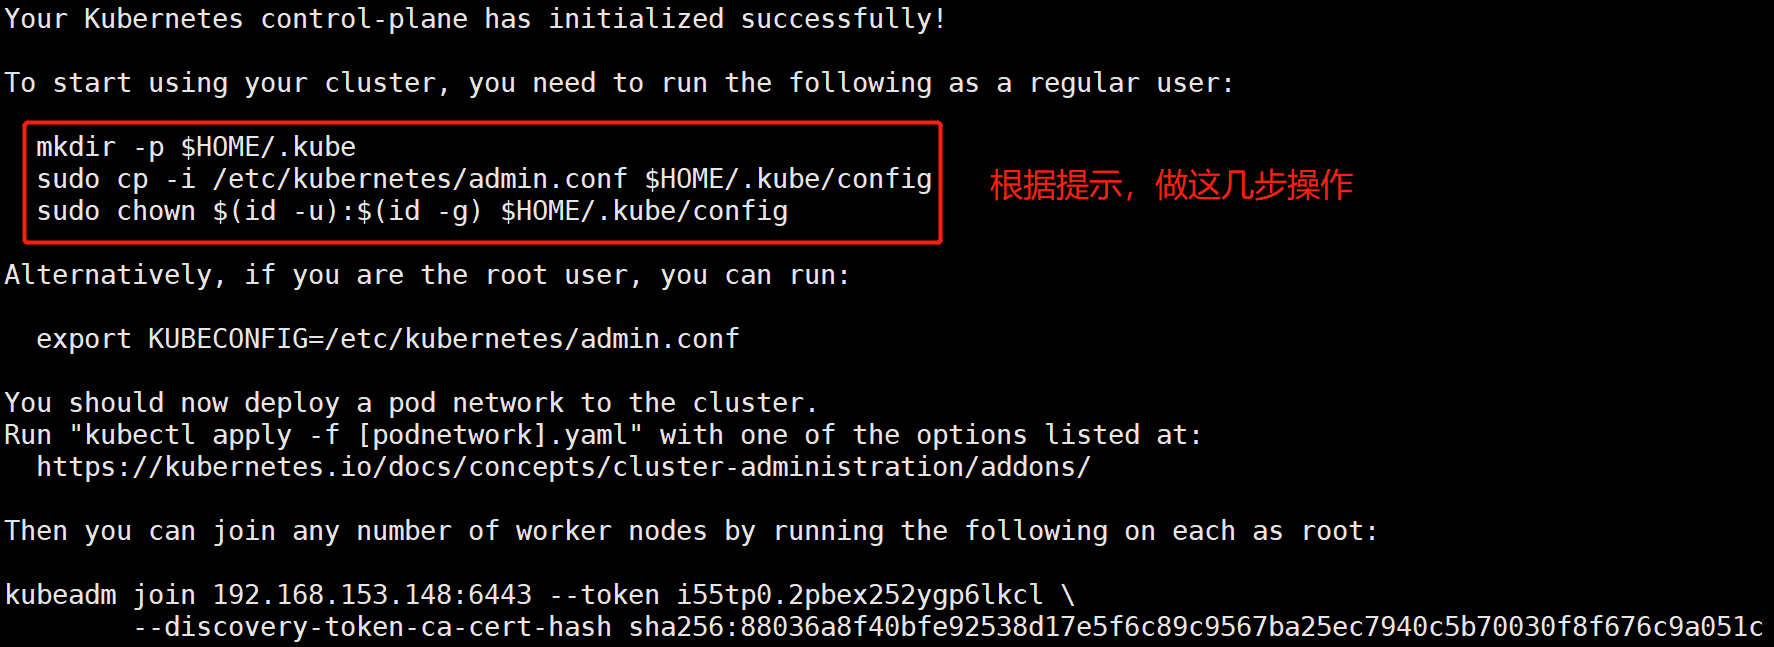 Your Kubernetes control-plane has initialized successfully!
To start using your cluster, you need to run the following as a regular user:
mkdir -p $HOME/.kube
sudo cp -i /etc/kubernetes/admin.conf $HOME/.kube/config
sudo chown $(id -u):$(id -g) $HOME/.kube/config
根据提示，做这几步操作
Alternatively, if you are the root user, you can run:
export KUBECONFIG=/etc/kubernetes/admin.conf
You should now deploy a pod network to the cluster.
Run "kubectl apply -f [podnetwork].yaml" with one of the options listed at:
https://kubernetes.io/docs/concepts/cluster-administration/addons/
Then you can join any number of worker nodes by running the following on each as root:
kubeadm join 192.168.153.148:6443 --token i55tp0.2pbex252ygp6lkcl \
--discovery-token-ca-cert-hash sha256:88036a8f40bfe92538d17e5f6c89c9567ba25ec7940c5b70030f8f676c9a051c